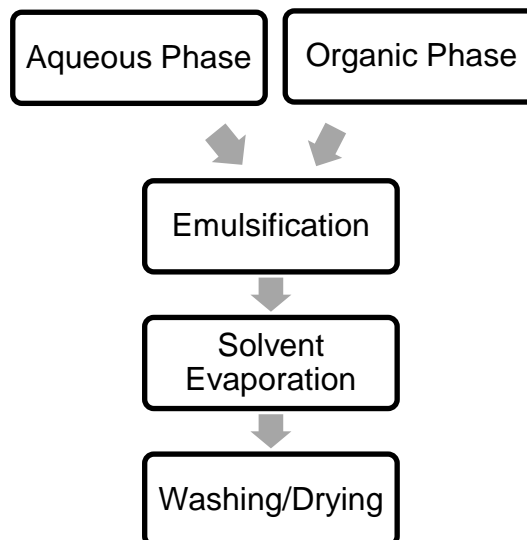 Aqueous Phase
Organic Phase
Emulsification
Solvent
Evaporation
Washing/Drying